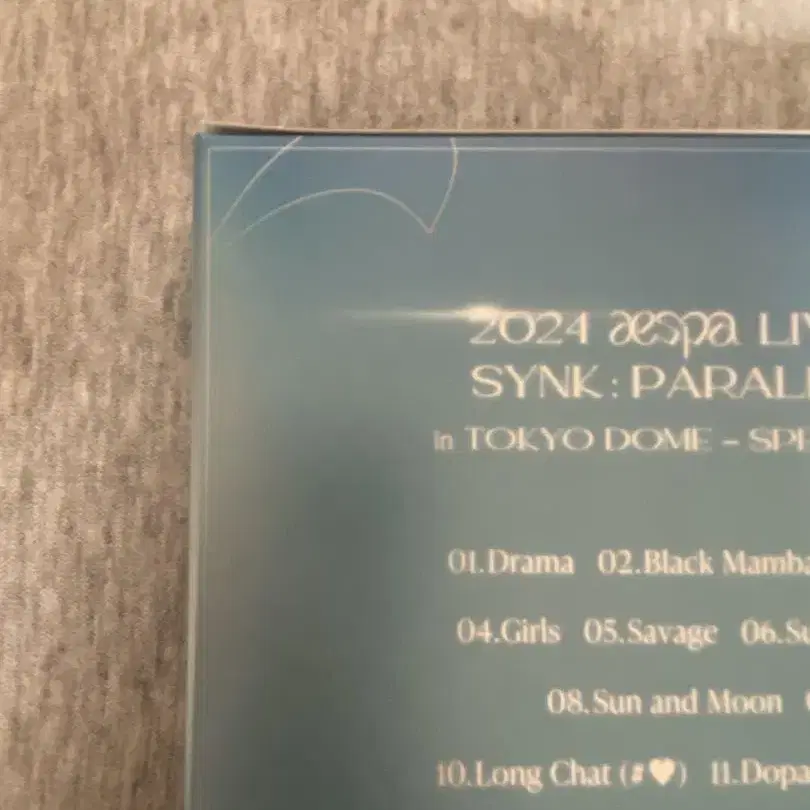 2024 aespa LIV
SYNK : PARALL
in TOKYO DOME – SPE
01.Drama 02.Black Mamba
04.Girls 05.Savage 06.Su
08.Sun and Moon
10.Long Chat (#♥) 11.Dopa